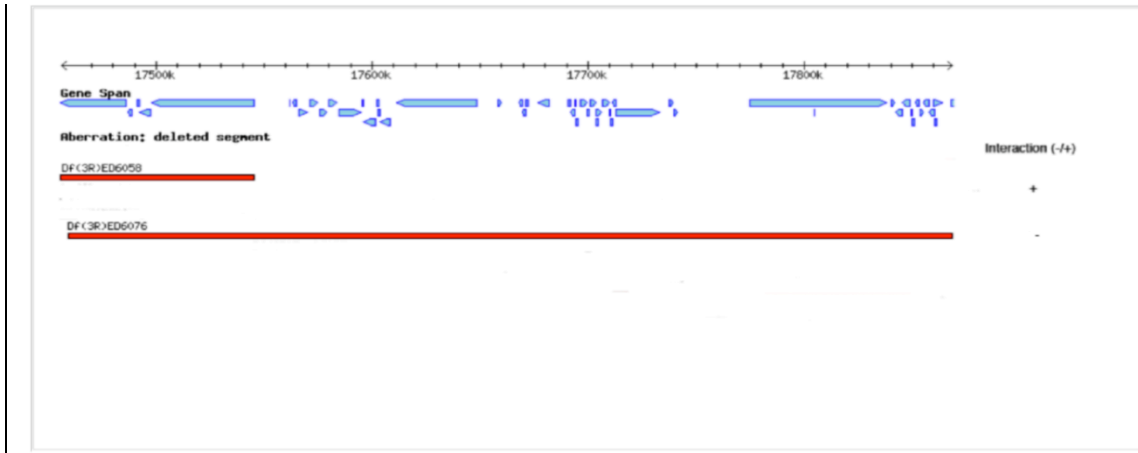 17500k 17600k 17700k 17800k
Gene Span
Aberration: deleted segment
Interaction (-/+)
Df(3R)ED6058
+
Df(3R)ED6076
-